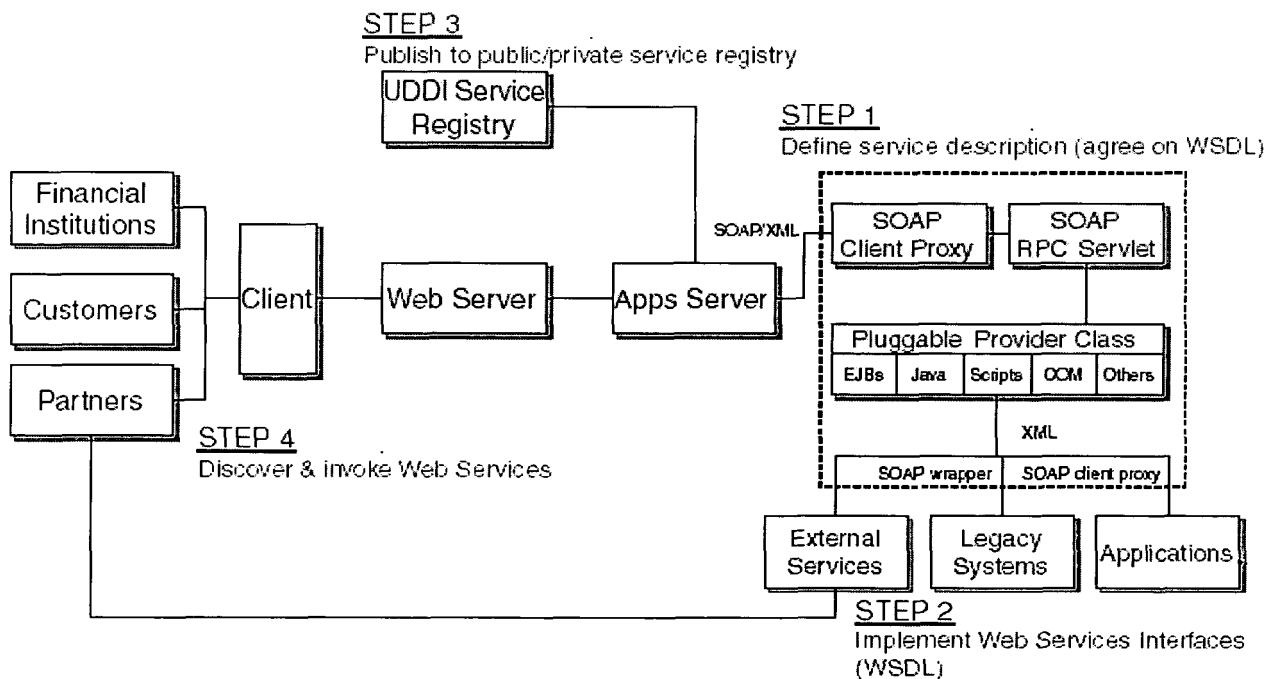 STEP 3
Publish to public/private service registry
UDDI Service
Registry
STEP 1
Define service description (agree on WSDL)
Financial
Institutions
Customers
Partners
Client
Web Server
Apps Server
SOAP/XML
SOAP
Client Proxy
SOAP
RPC Servlet
Pluggable Provider Class
EJBs
Java
Scripts
COM
Others
XML
SOAP wrapper
SOAP client proxy
STEP 4
Discover & invoke Web Services
External
Services
Legacy
Systems
Applications
STEP 2
Implement Web Services Interfaces
(WSDL)